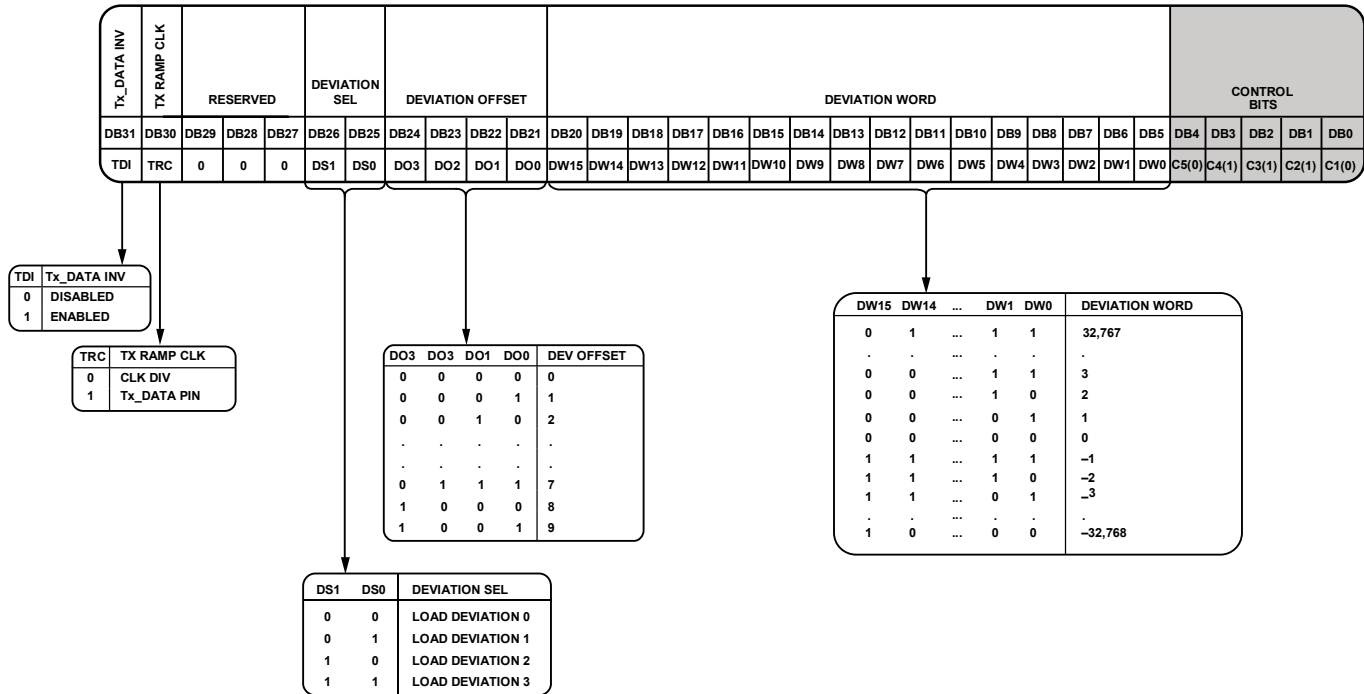 Tx_DATA INV TX RAMP CLK RESERVED DEVIATION SEL DEVIATION OFFSET DEVIATION WORD CONTROL BITS
DB31 DB30 DB29 DB28 DB27 DB26 DB25 DB24 DB23 DB22 DB21 DB20 DB19 DB18 DB17 DB16 DB15 DB14 DB13 DB12 DB11 DB10 DB9 DB8 DB7 DB6 DB5 DB4 DB3 DB2 DB1 DB0
TDI TRC 0 0 0 DS1 DS0 DO3 DO2 DO1 DO0 DW15 DW14 DW13 DW12 DW11 DW10 DW9 DW8 DW7 DW6 DW5 DW4 DW3 DW2 DW1 DW0 C5(0) C4(1) C3(1) C2(1) C1(0)
TDI Tx_DATA INV
0 DISABLED
1 ENABLED
TRC TX RAMP CLK
0 CLK DIV
1 Tx_DATA PIN
DO3 DO3 DO1 DO0 DEV OFFSET
0 0 0 0 0
0 0 0 1 1
0 0 1 0 2
. . . . .
. . . . .
0 1 1 1 7
1 0 0 0 8
1 0 0 1 9
DS1 DS0 DEVIATION SEL
0 0 LOAD DEVIATION 0
0 1 LOAD DEVIATION 1
1 0 LOAD DEVIATION 2
1 1 LOAD DEVIATION 3
DW15 DW14 ... DW1 DW0 DEVIATION WORD
0 1 ... 1 1 32,767
. . ... . . .
0 0 ... 1 1 3
0 0 ... 1 0 2
0 0 ... 0 1 1
0 0 ... 0 0 0
1 1 ... 1 1 –1
1 1 ... 1 0 –2
1 1 ... 0 1 –3
. . ... . . .
1 0 ... 0 0 –32,768